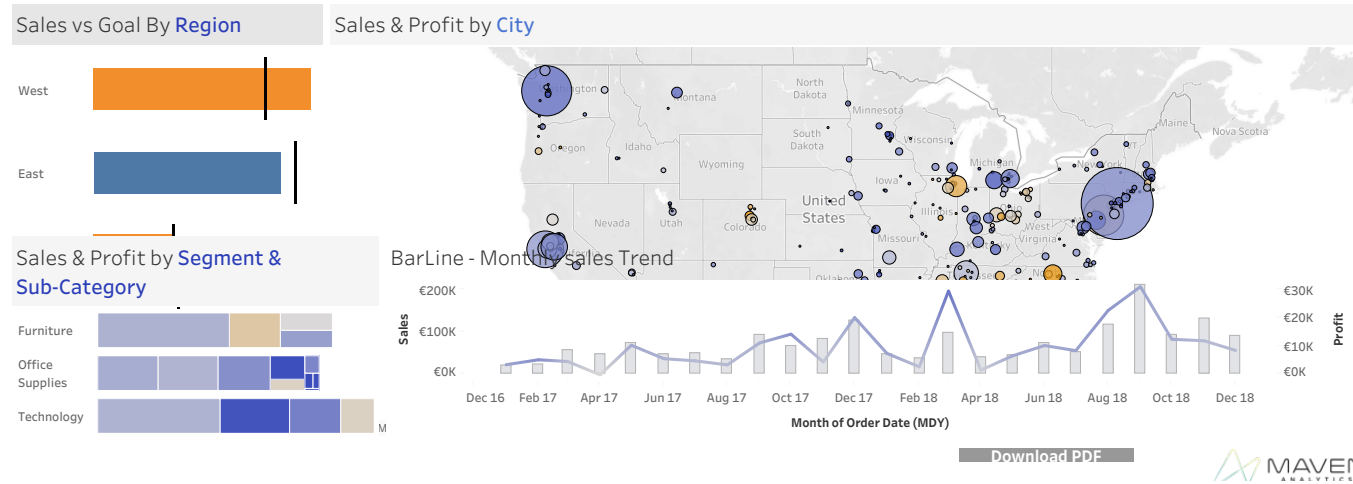 Sales vs Goal By Region
Sales & Profit by City
West
East
North
Dakota
Montana
Minnesota
Maine
Nova Scotia
South
Dakota
Wisconsin
Oregon
Idaho
Michigan
VT
Wyoming
Iowa
United
States
Nevada
Utah
Colorado
Illinois
Ohio
West
Virginia
Missouri
Sales & Profit by Segment &
Sub-Category
BarLine - Monthly sales Trend
Furniture
Office
Supplies
Technology
M
€200K
€100K
€0K
Sales
€30K
€20K
€10K
€0K
Profit
Dec 16 Feb 17 Apr 17 Jun 17 Aug 17 Oct 17 Dec 17 Feb 18 Apr 18 Jun 18 Aug 18 Oct 18 Dec 18
Month of Order Date (MDY)
Download PDF
MAVEN
ANALYTICS